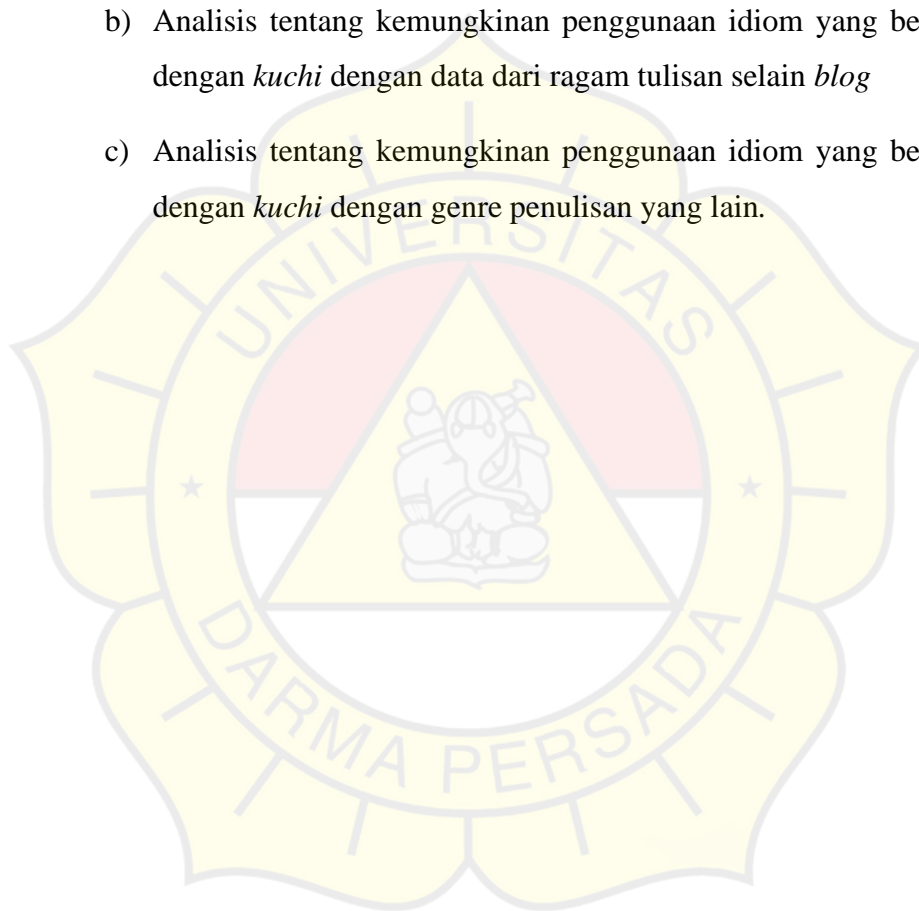 b) Analisis tentang kemungkinan penggunaan idiom yang be
dengan kuchi dengan data dari ragam tulisan selain blog
c) Analisis tentang kemungkinan penggunaan idiom yang be
dengan kuchi dengan genre penulisan yang lain.
UNIVERSITAS
DARMA PERSADA